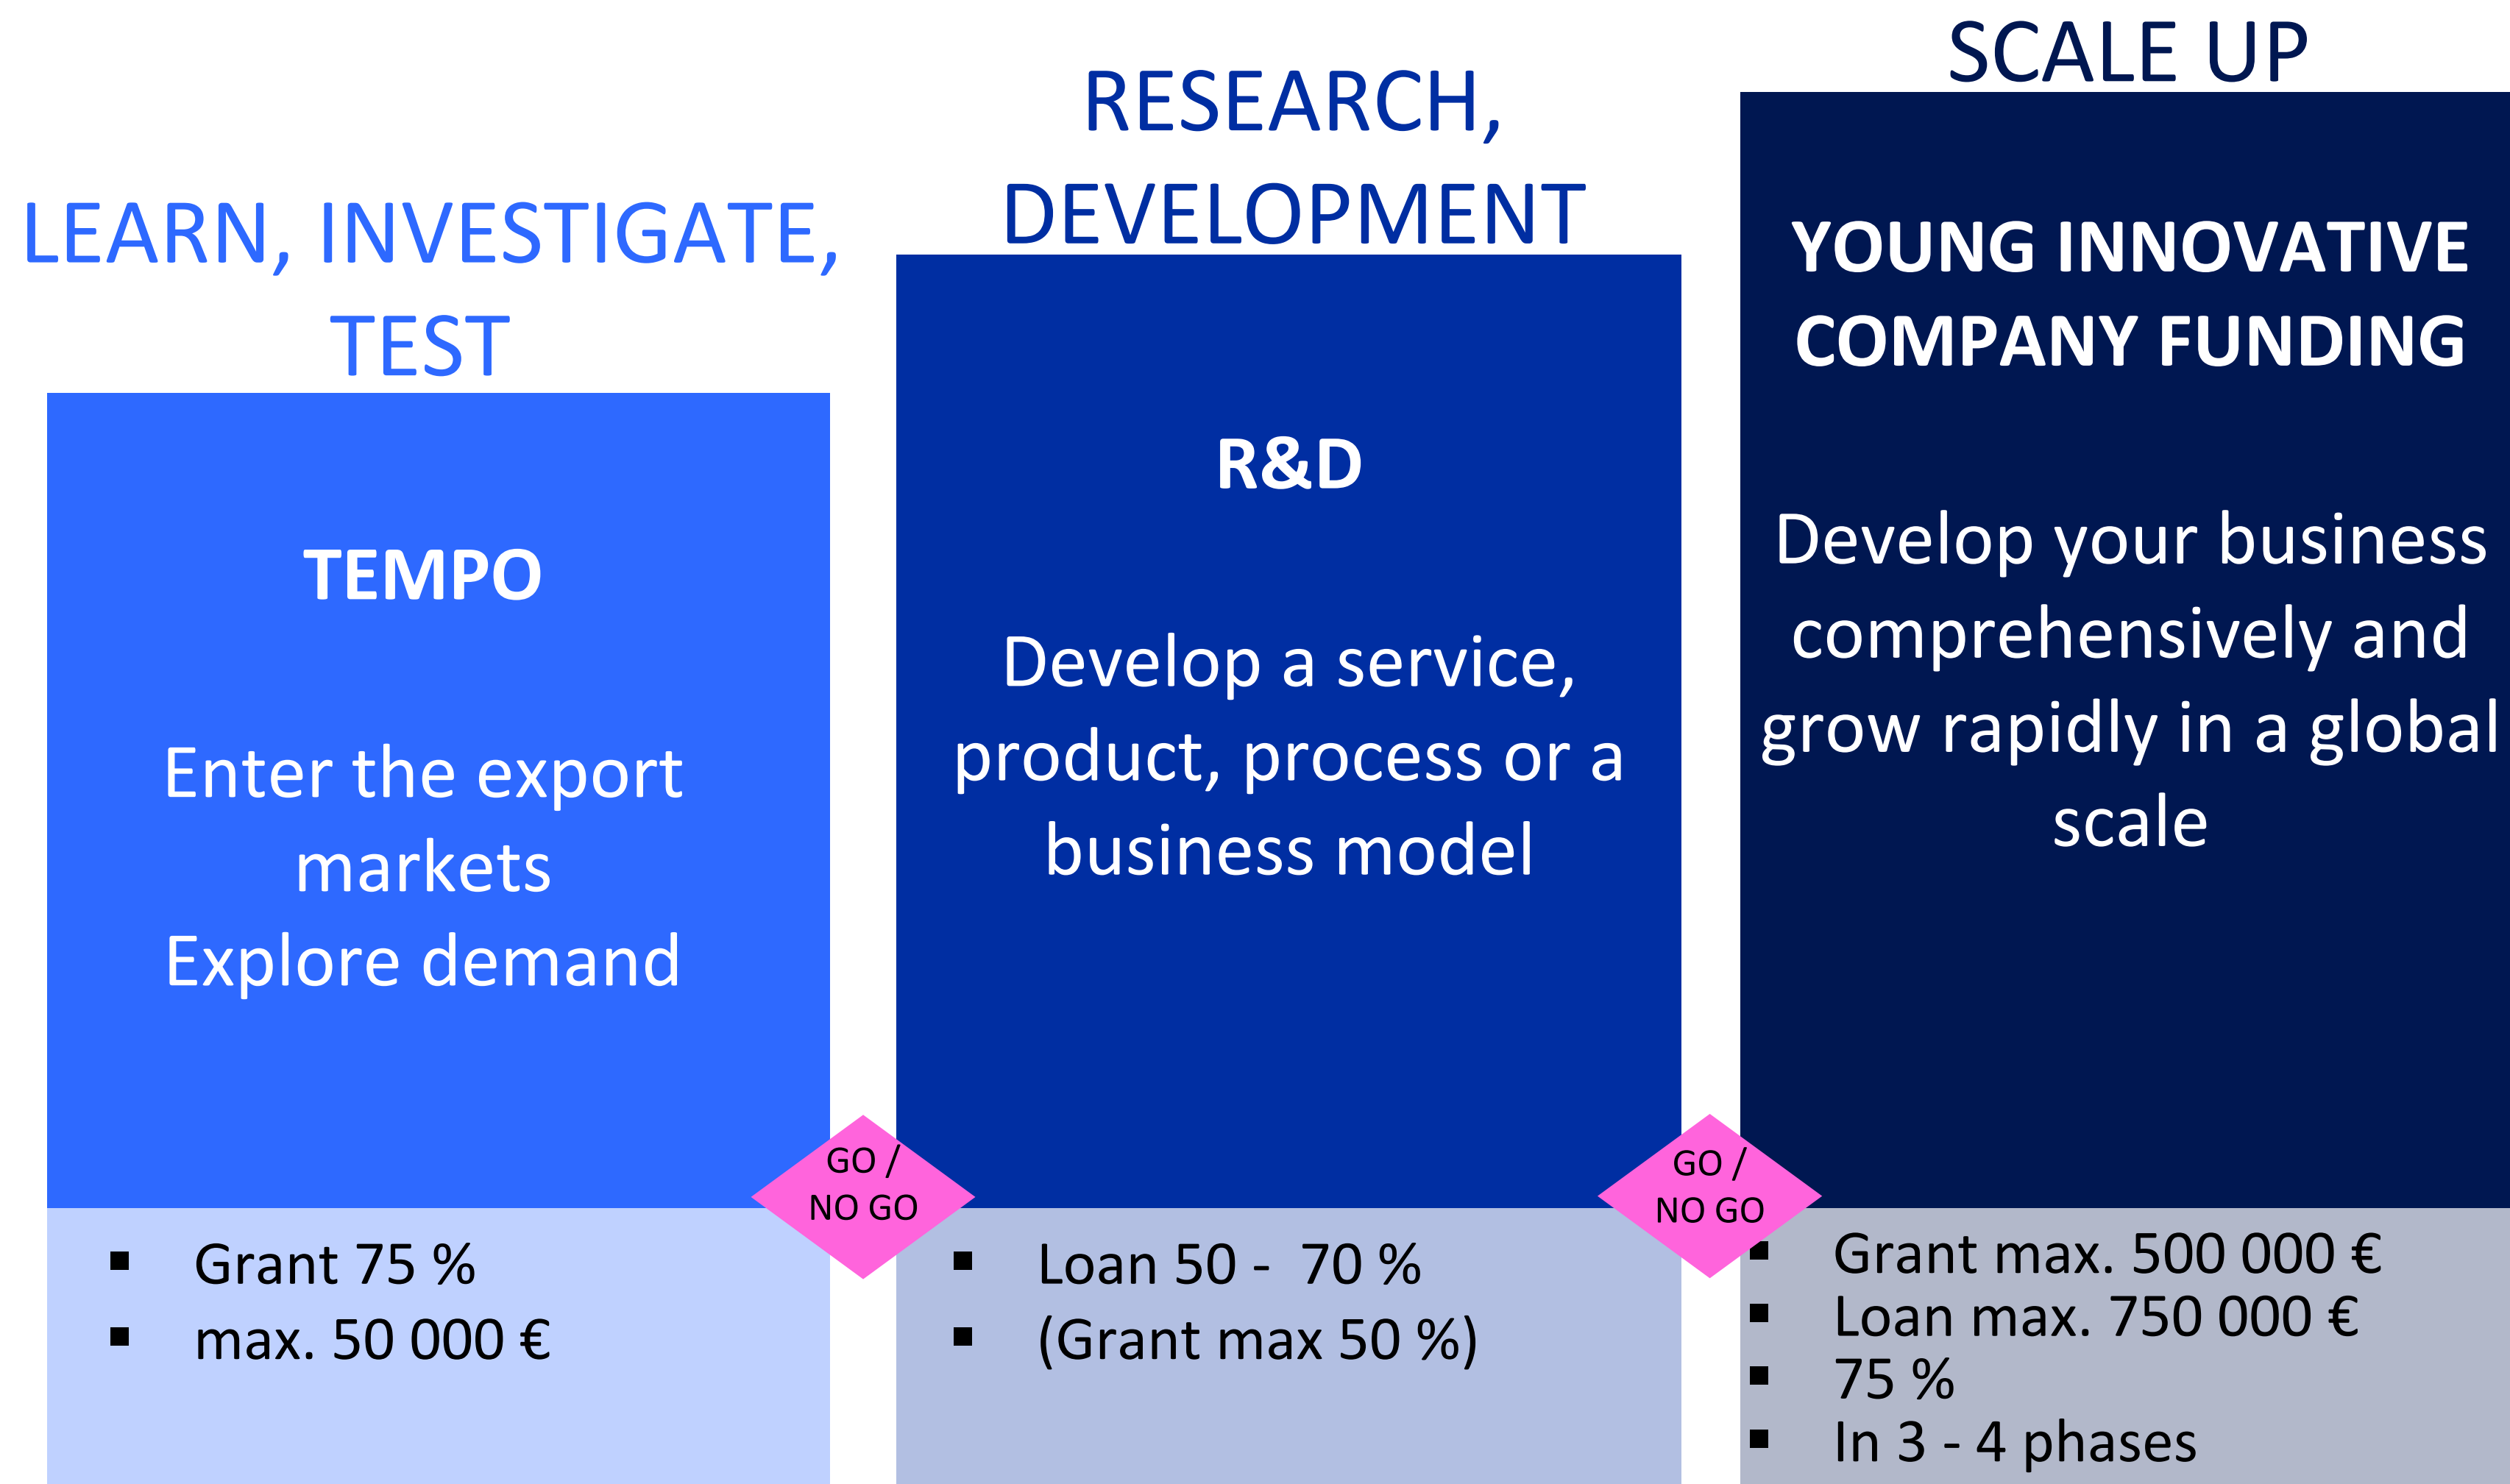 LEARN, INVESTIGATE,
TEST
TEMPO
Enter the export
markets
Explore demand
▪ Grant 75 %
▪ max. 50 000 €
GO /
NO GO
RESEARCH,
DEVELOPMENT
R&D
Develop a service,
product, process or a
business model
▪ Loan 50 - 70 %
▪ (Grant max 50 %)
GO /
NO GO
SCALE UP
YOUNG INNOVATIVE
COMPANY FUNDING
Develop your business
comprehensively and
grow rapidly in a global
scale
▪ Grant max. 500 000 €
▪ Loan max. 750 000 €
▪ 75 %
▪ In 3 - 4 phases